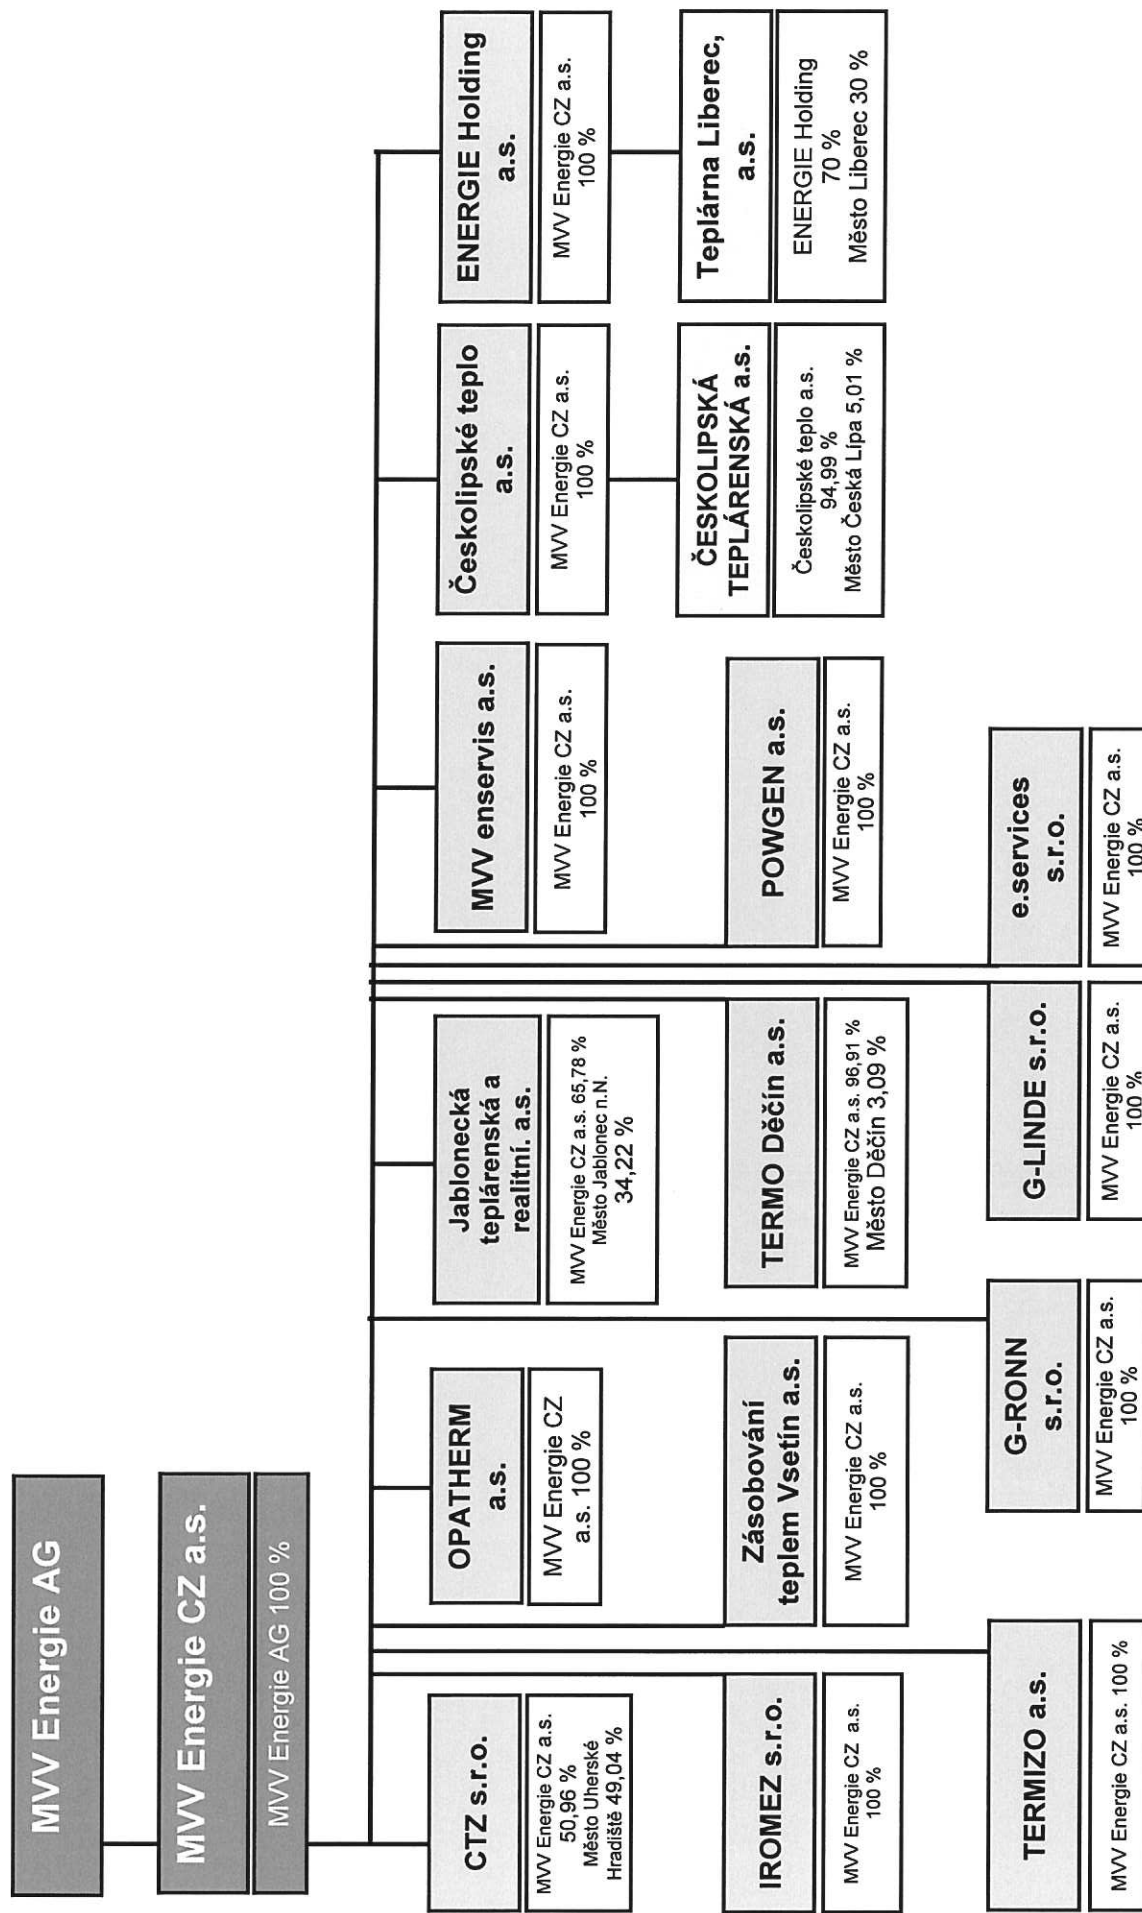 MVV Energie AG
MVV Energie CZ a.s.
MVV Energie AG 100 %
CTZ s.r.o.
MVV Energie CZ a.s.
50,96 %
Město Uherské
Hradiště 49,04 %
OPATHERM
a.s.
MVV Energie CZ
a.s. 100 %
Jablonecká
teplárenská a
realitní. a.s.
MVV Energie CZ a.s. 65,78 %
Město Jablonec n.N.
34,22 %
MVV enservis a.s.
MVV Energie CZ a.s.
100 %
Českolipské teplo
a.s.
MVV Energie CZ a.s.
100 %
ENERGIE Holding
a.s.
MVV Energie CZ a.s.
100 %
IROMEZ s.r.o.
MVV Energie CZ a.s.
100 %
Zásobování
teplem Vsetín a.s.
MVV Energie CZ a.s.
100 %
TERMO Děčín a.s.
MVV Energie CZ a.s. 96,91 %
Město Děčín 3,09 %
POWGEN a.s.
MVV Energie CZ a.s.
100 %
ČESKOLIPSKÁ
TEPLÁRENSKÁ a.s.
Českolipské teplo a.s.
94,99 %
Město Česká Lípa 5,01 %
Teplárna Liberec,
a.s.
ENERGIE Holding
70 %
Město Liberec 30 %
TERMIZO a.s.
MVV Energie CZ a.s. 100 %
G-RONN
s.r.o.
MVV Energie CZ a.s.
100 %
G-LINDE s.r.o.
MVV Energie CZ a.s.
100 %
e.services
s.r.o.
MVV Energie CZ a.s.
100 %